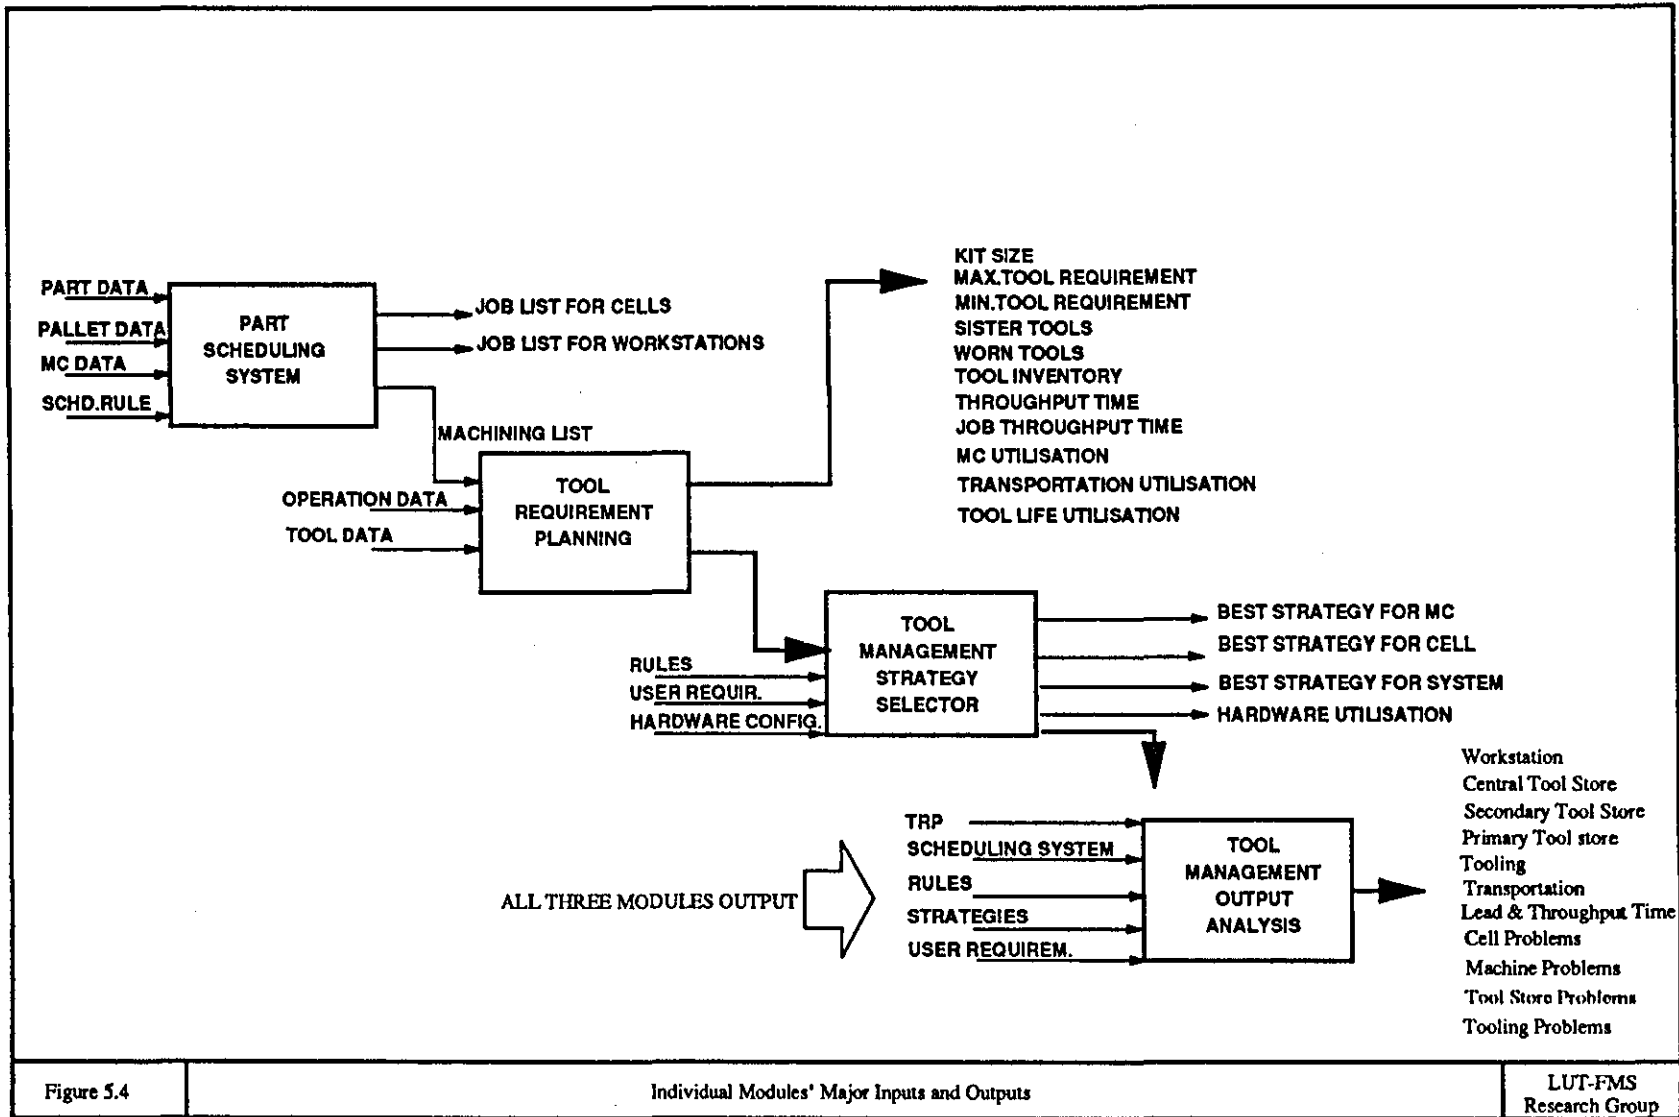 PART DATA
PALLET DATA
MC DATA
SCHD.RULE
PART
SCHEDULING
SYSTEM
JOB LIST FOR CELLS
JOB LIST FOR WORKSTATIONS
MACHINING LIST
OPERATION DATA
TOOL DATA
TOOL
REQUIREMENT
PLANNING
KIT SIZE
MAX.TOOL REQUIREMENT
MIN.TOOL REQUIREMENT
SISTER TOOLS
WORN TOOLS
TOOL INVENTORY
THROUGHPUT TIME
JOB THROUGHPUT TIME
MC UTILISATION
TRANSPORTATION UTILISATION
TOOL LIFE UTILISATION
RULES
USER REQUIR.
HARDWARE CONFIG.
TOOL
MANAGEMENT
STRATEGY
SELECTOR
BEST STRATEGY FOR MC
BEST STRATEGY FOR CELL
BEST STRATEGY FOR SYSTEM
HARDWARE UTILISATION
ALL THREE MODULES OUTPUT
TRP
SCHEDULING SYSTEM
RULES
STRATEGIES
USER REQUIREM.
TOOL
MANAGEMENT
OUTPUT
ANALYSIS
Workstation
Central Tool Store
Secondary Tool Store
Primary Tool store
Tooling
Transportation
Lead & Throughput Time
Cell Problems
Machine Problems
Tool Store Problems
Tooling Problems
Figure 5.4
Individual Modules' Major Inputs and Outputs
LUT-FMS
Research Group